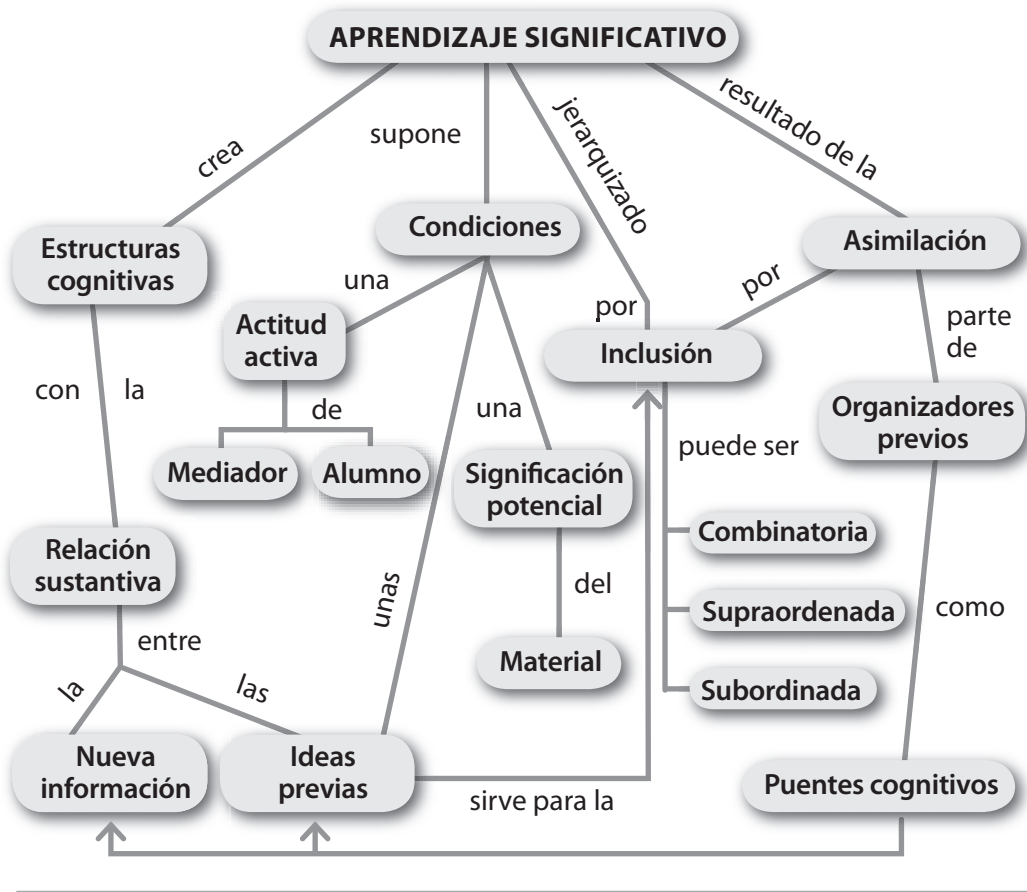 APRENDIZAJE SIGNIFICATIVO
crea
supone
jerarquizado
resultado de la
Estructuras
cognitivas
Condiciones
Asimilación
una
por
por
Actitud
activa
Inclusión
parte
de
con
la
de
una
puede ser
Organizadores
previos
Mediador
Alumno
Significación
potencial
Combinatoria
Relación
sustantiva
unas
del
Supraordenada
como
entre
Material
Subordinada
la
las
Nueva
información
Ideas
previas
sirve para la
Puentes cognitivos